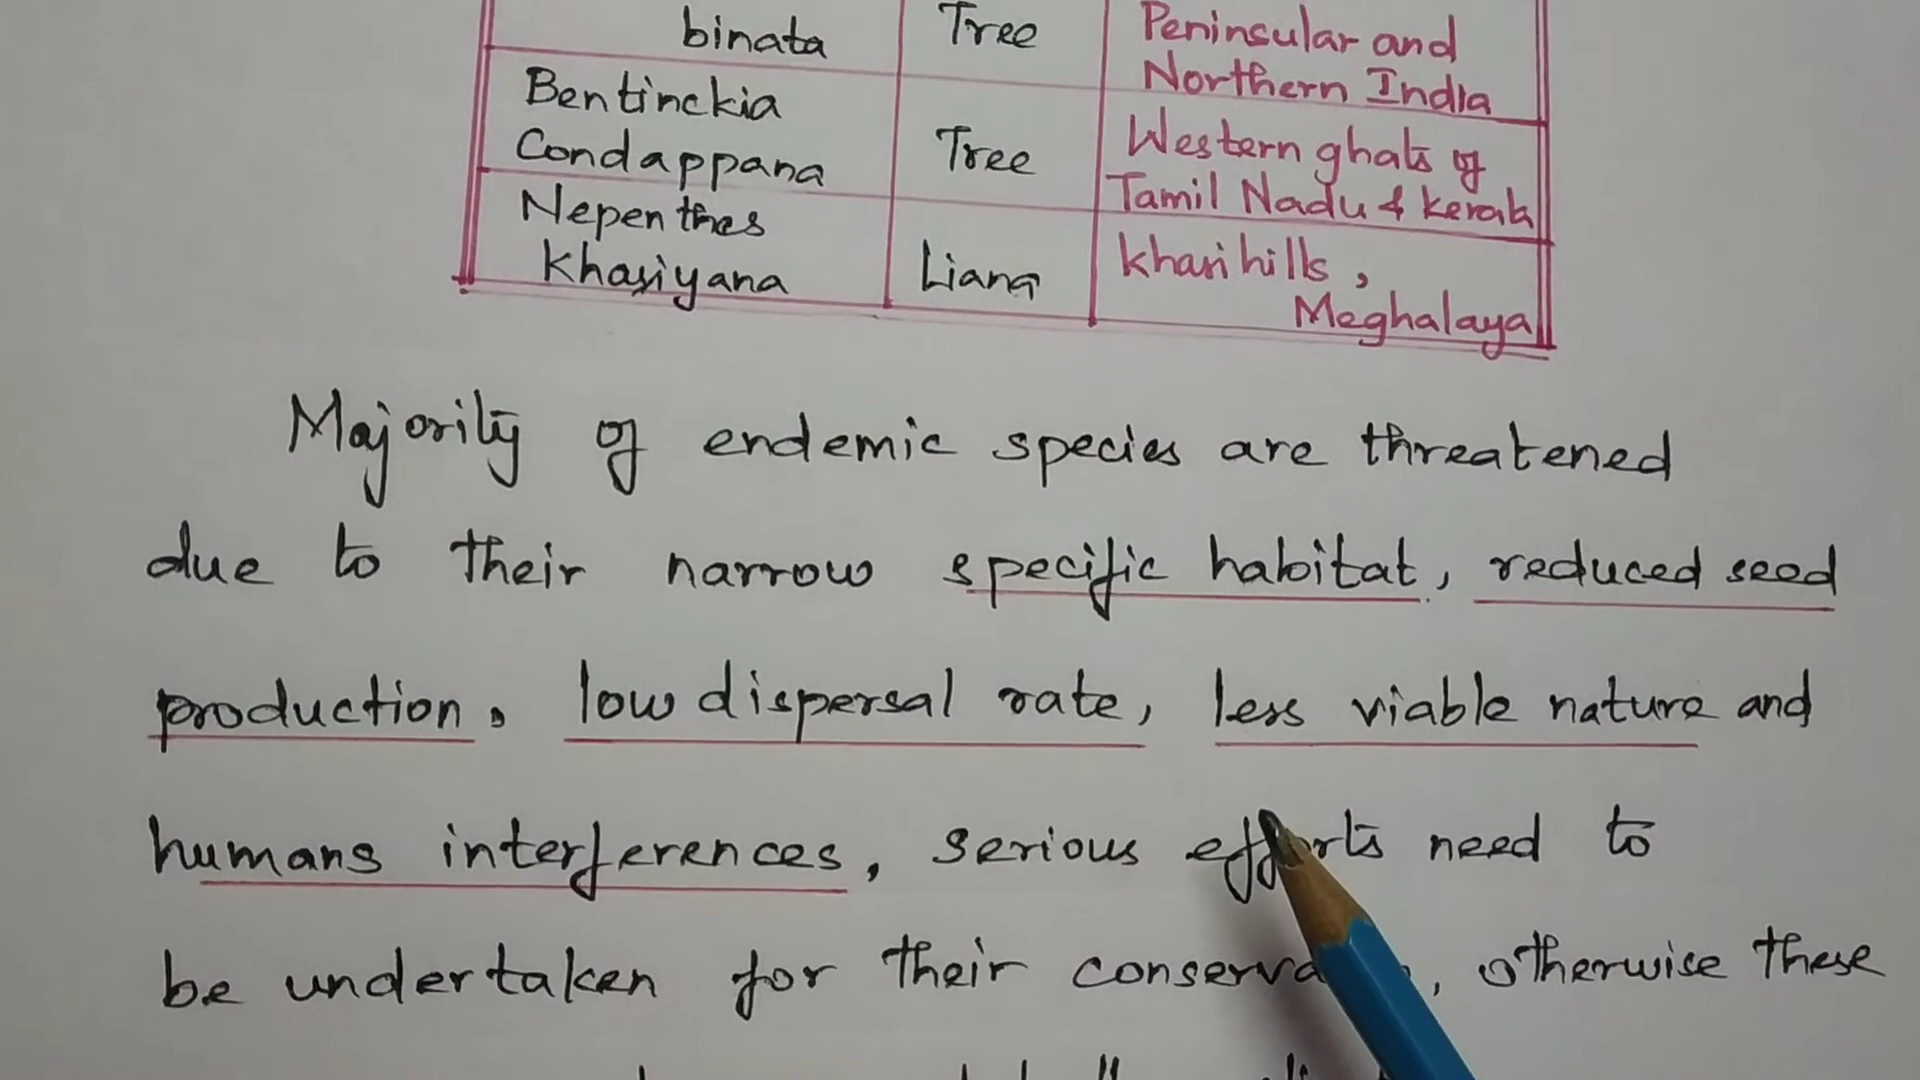 binata Tree Peninsular and
Northern India
Bentinckia
Condappana Tree Western ghats of
Tamil Nadu & Kerala
Nepenthes
Khasiyana Liana Khasi hills,
Meghalaya
Majority of endemic species are threatened
due to their narrow specific habitat, reduced seed
production, low dispersal rate, less viable nature and
humans interferences, serious efforts need to
be undertaken for their , otherwise these